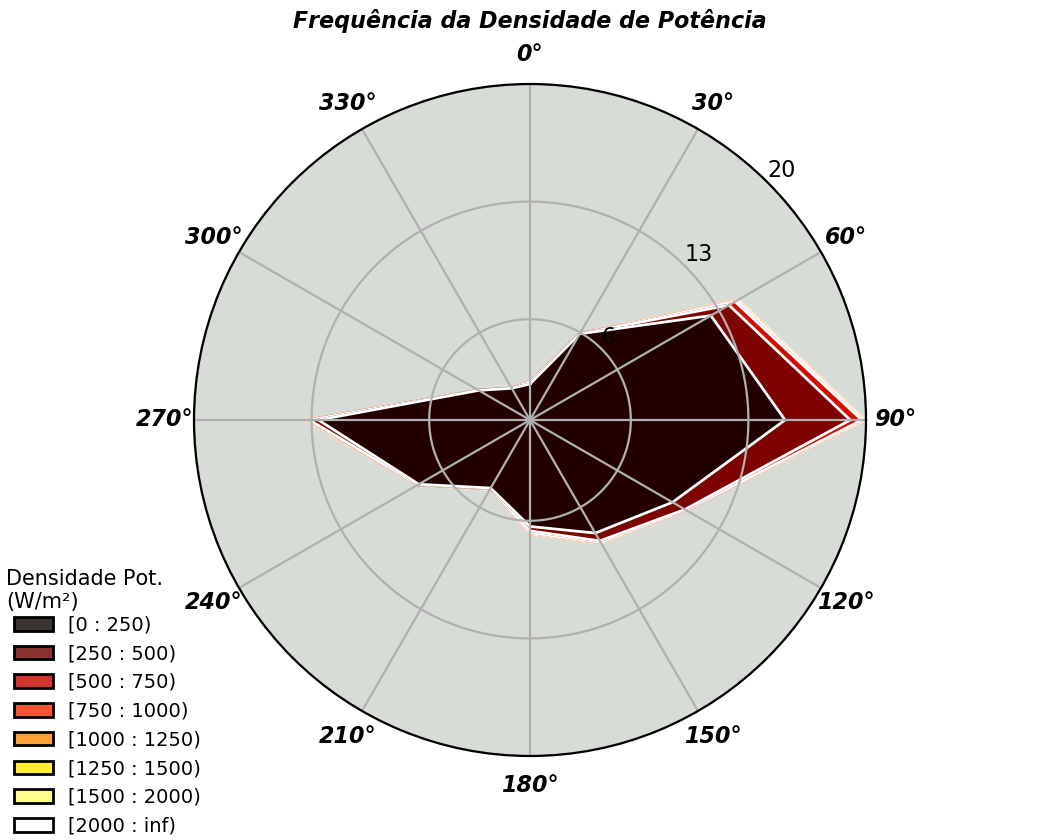 Frequência da Densidade de Potência
0°
330°
30°
20
13
300°
60°
6
270°
90°
240°
120°
210°
150°
180°
Densidade Pot.
(W/m²)
[0 : 250)
[250 : 500)
[500 : 750)
[750 : 1000)
[1000 : 1250)
[1250 : 1500)
[1500 : 2000)
[2000 : inf)